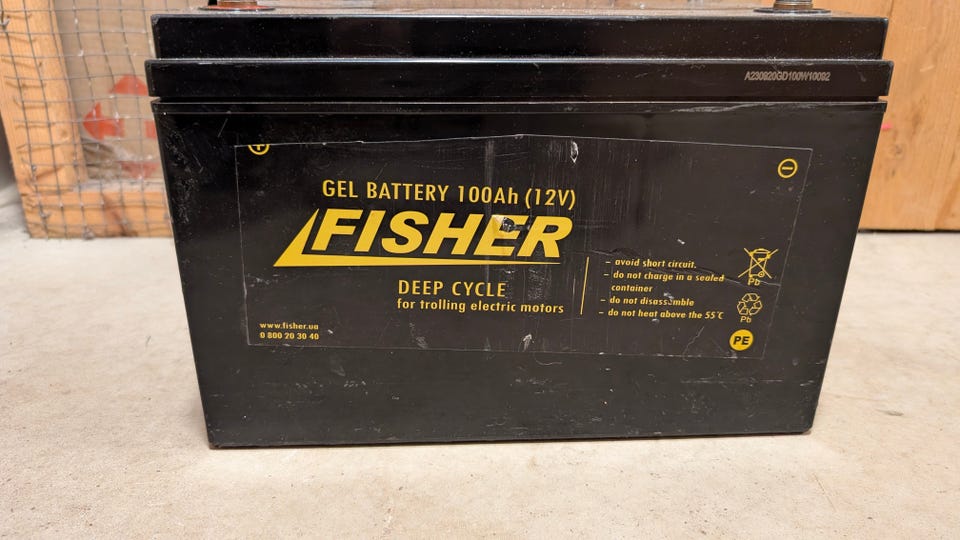 A230920GD100W10092
+
−
GEL BATTERY 100Ah (12V)
FISHER
DEEP CYCLE
for trolling electric motors
– avoid short circuit.
– do not charge in a sealed
container
– do not disassemble
– do not heat above the 55˚C
Pb
Pb
PE
www.fisher.ua
0 800 20 30 40